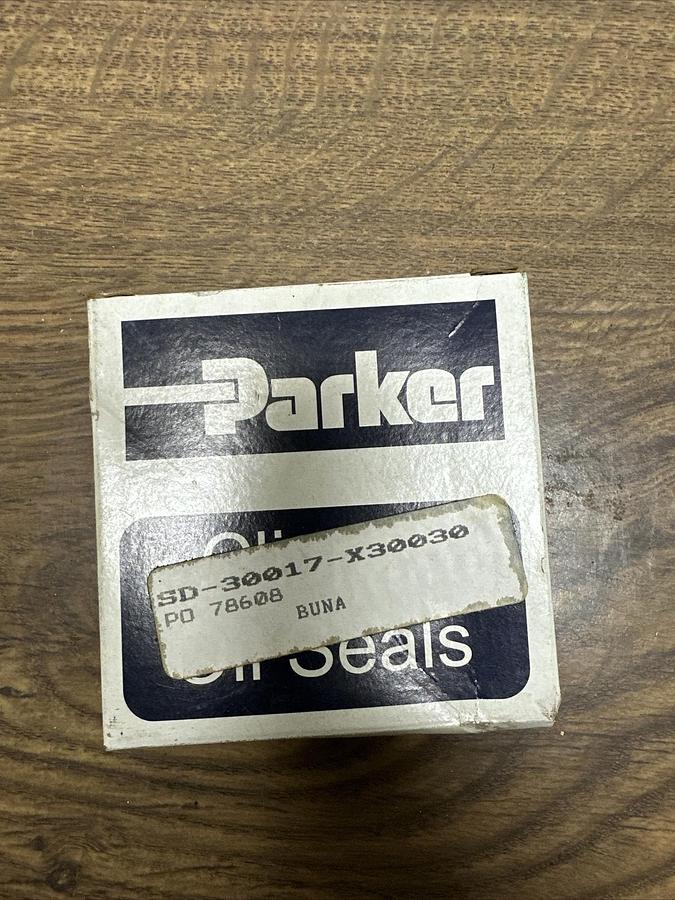 Parker
SD-30017-X30030
PO 78608
BUNA
Oil Seals